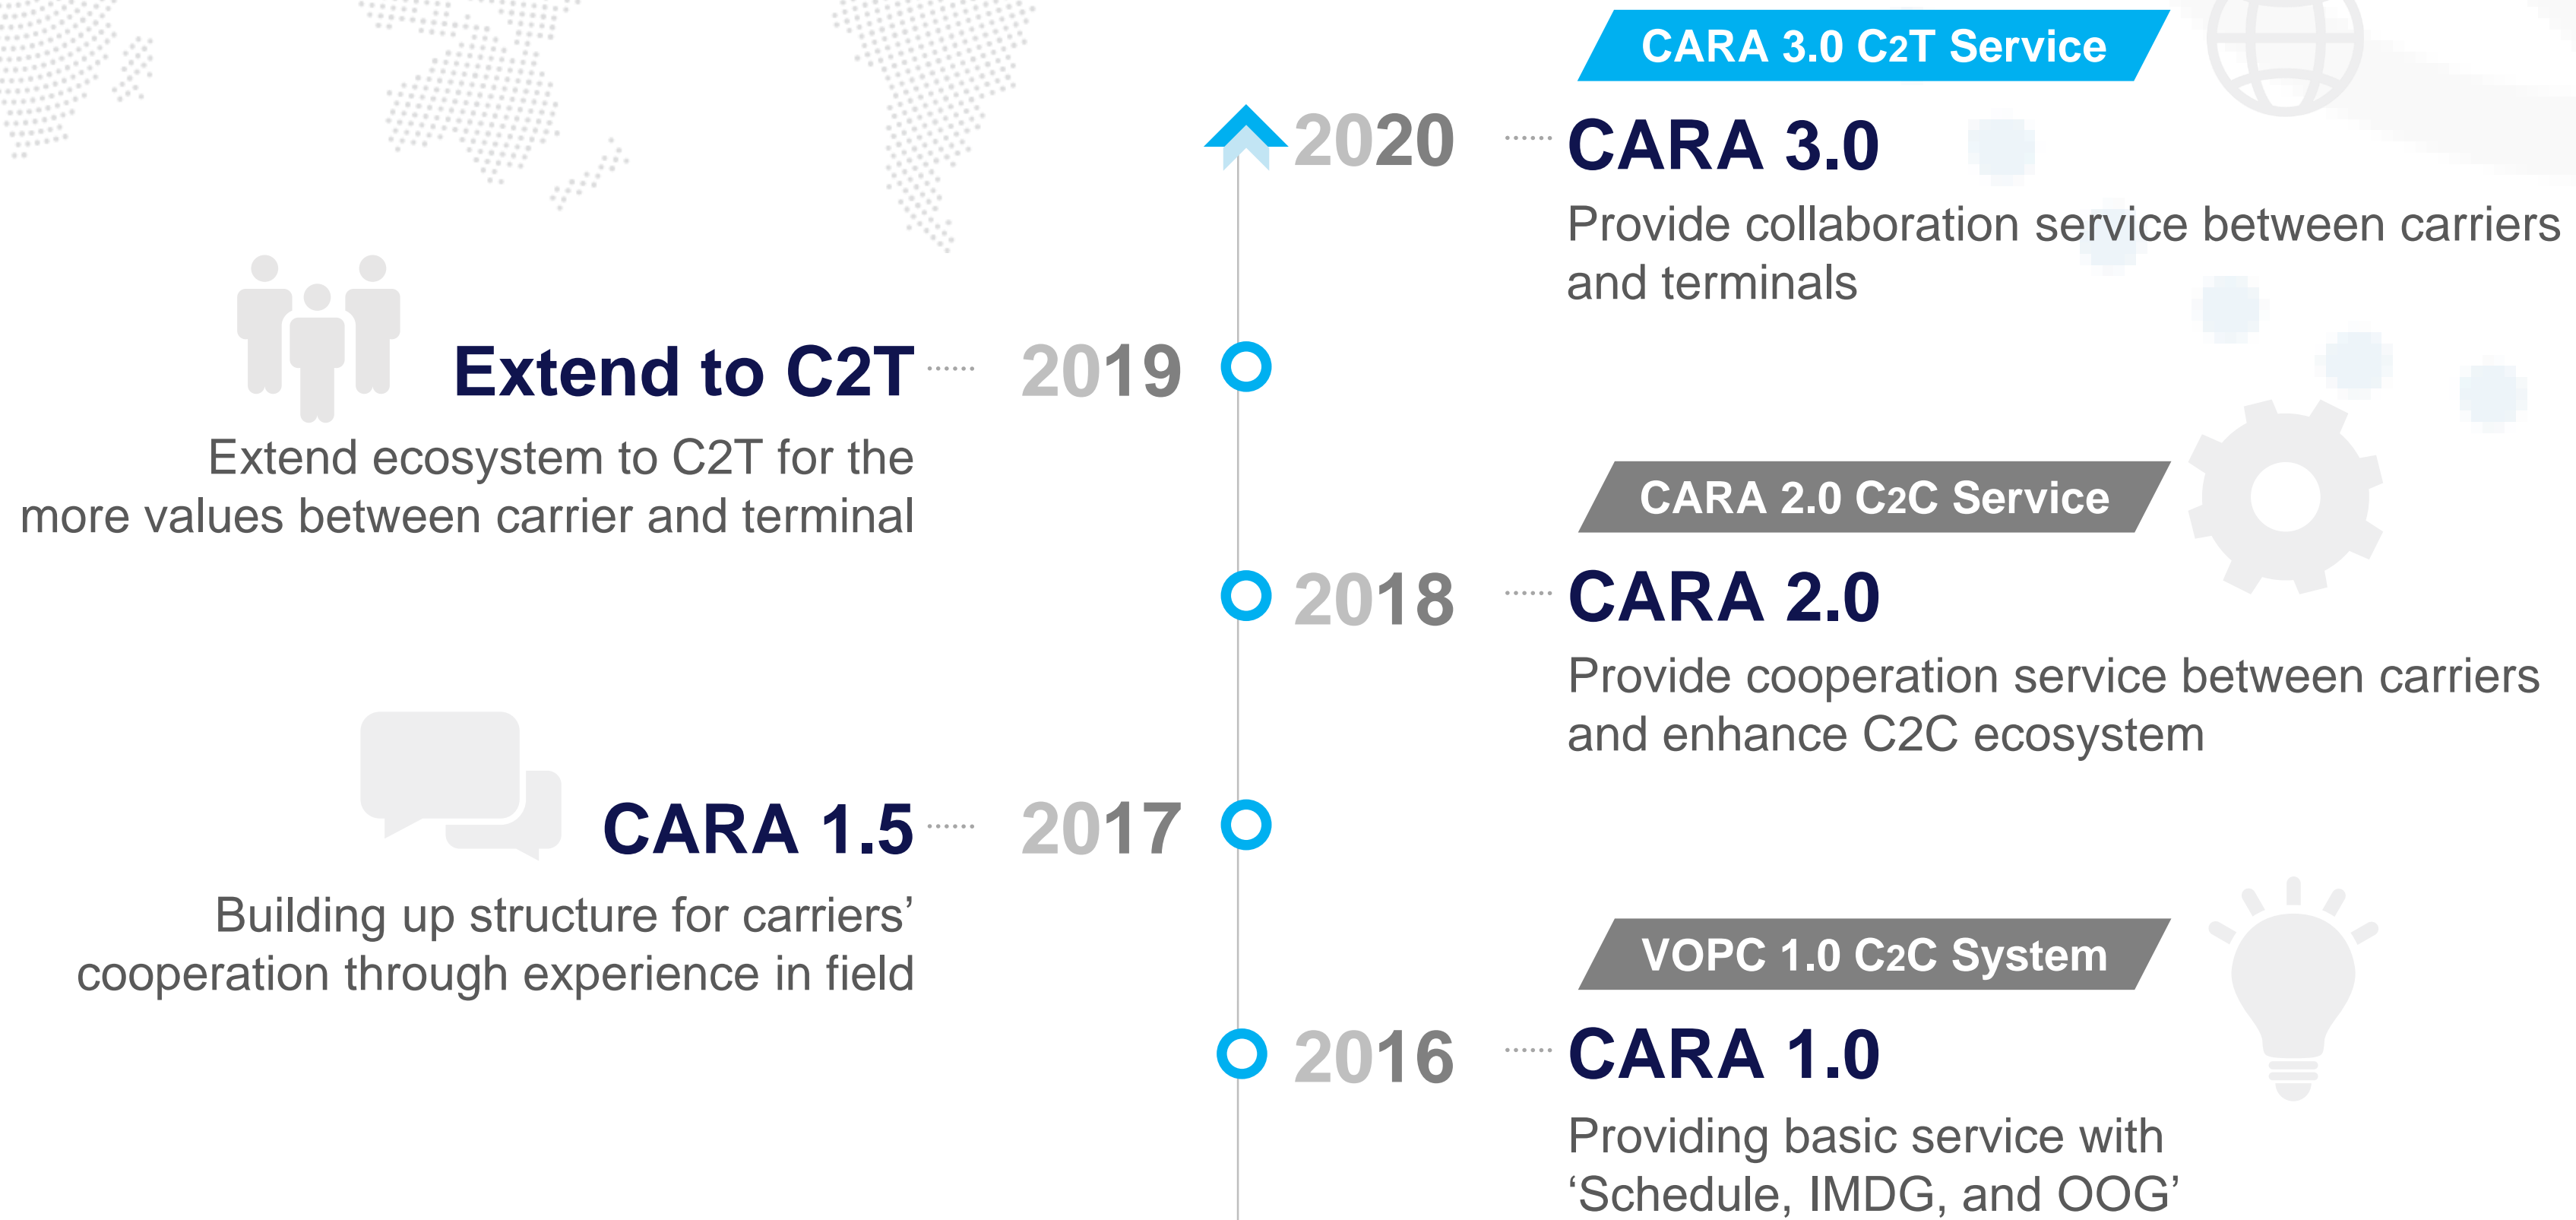 CARA 3.0 C2T Service
2020
CARA 3.0
Provide collaboration service between carriers
and terminals
Extend to C2T
2019
Extend ecosystem to C2T for the
more values between carrier and terminal
CARA 2.0 C2C Service
2018
CARA 2.0
Provide cooperation service between carriers
and enhance C2C ecosystem
CARA 1.5
2017
Building up structure for carriers’
cooperation through experience in field
VOPC 1.0 C2C System
2016
CARA 1.0
Providing basic service with
‘Schedule, IMDG, and OOG’